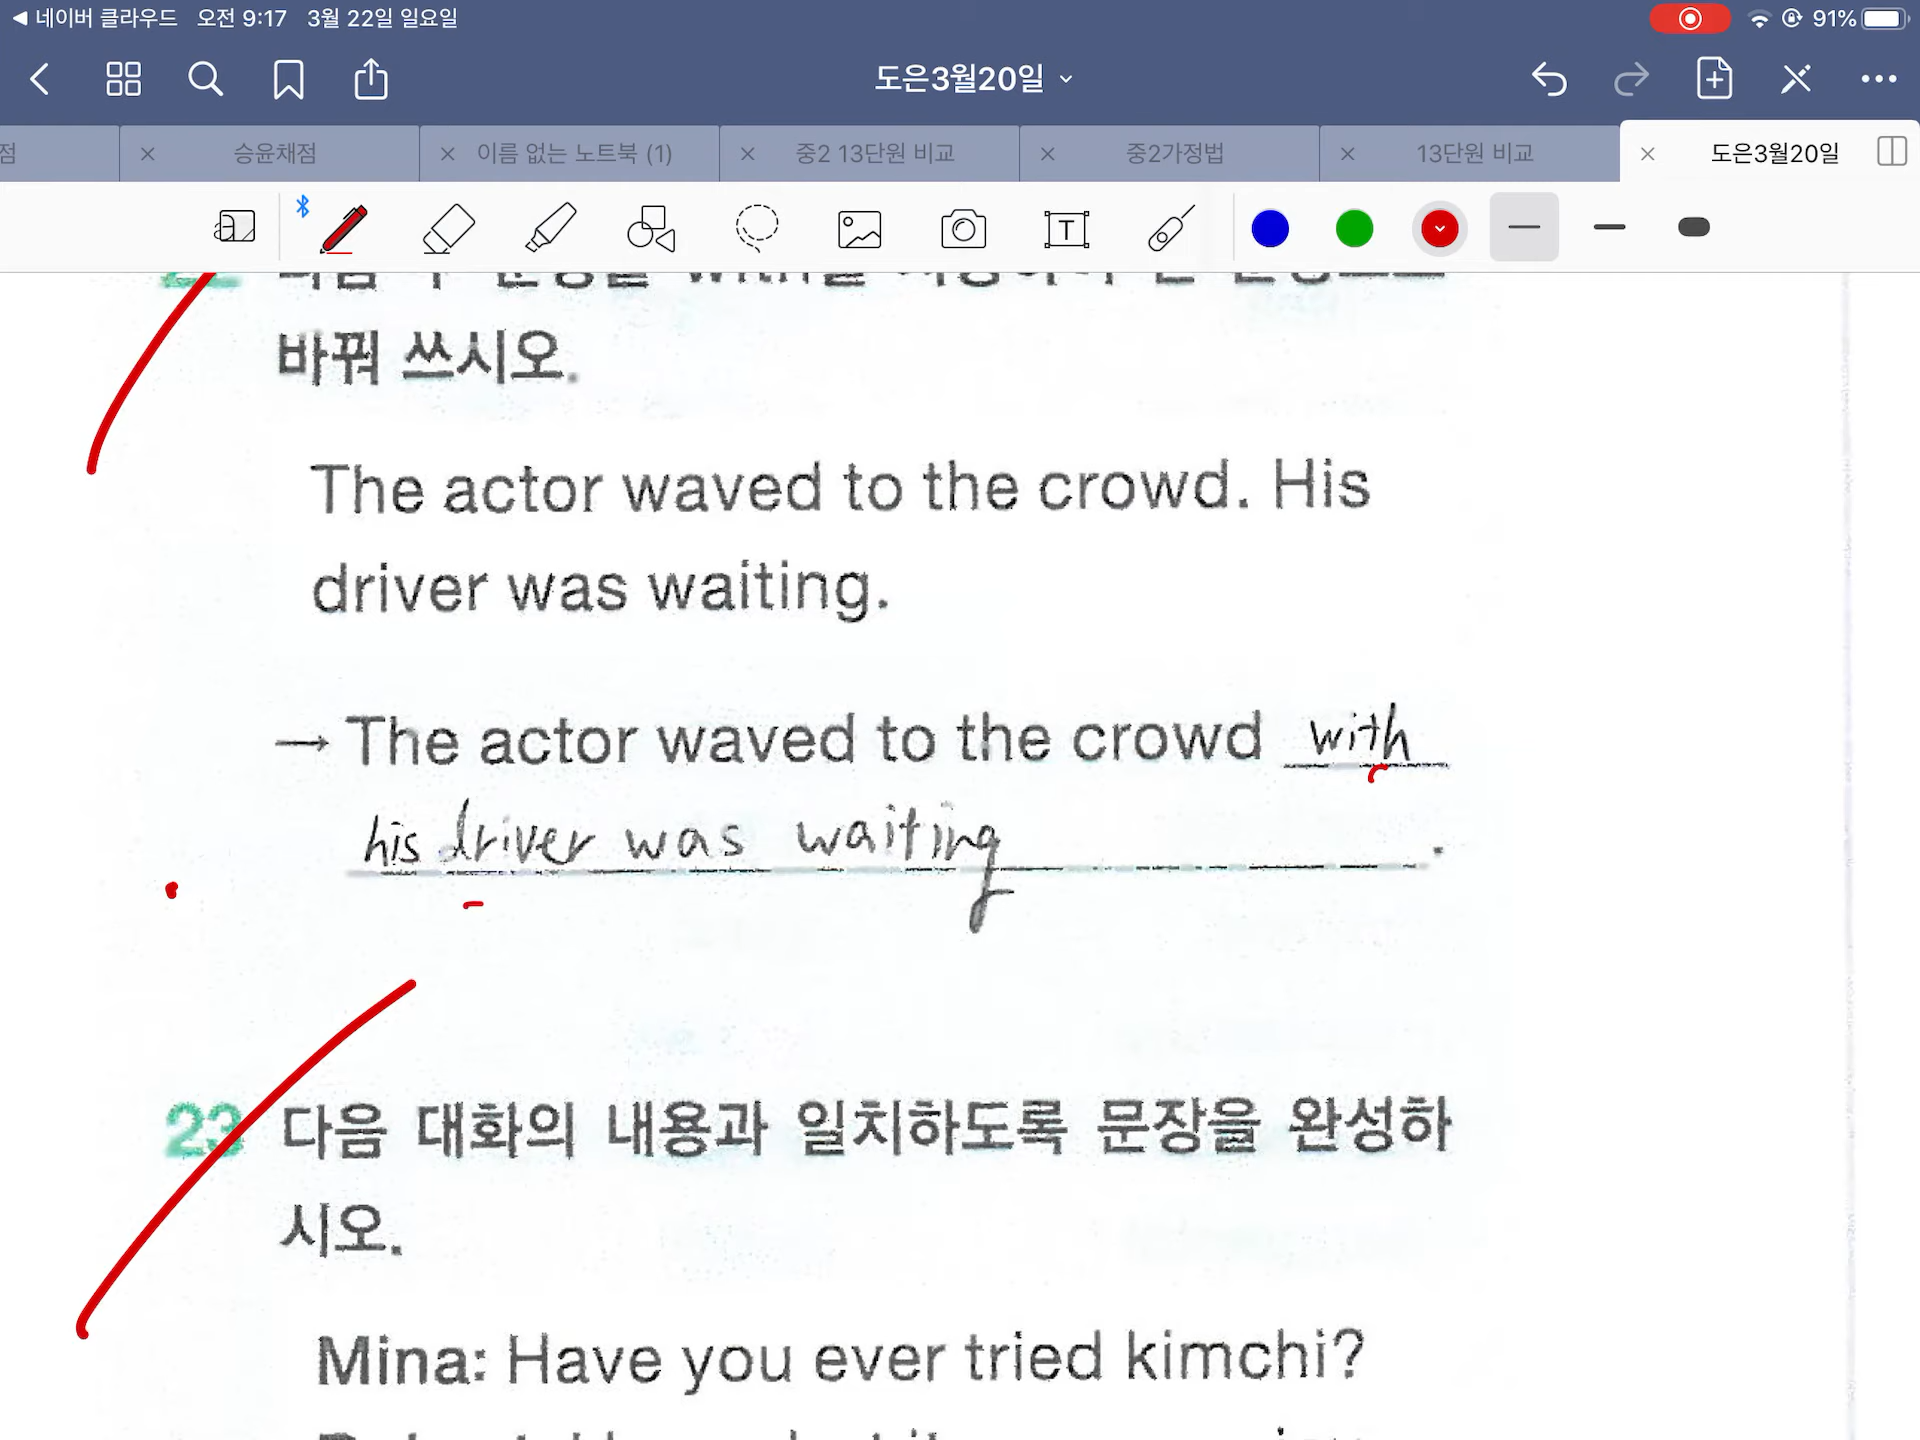 네이버 클라우드 오전 9:17 3월 22일 일요일 91%
도은3월20일
점 승윤채점 이름 없는 노트북 (1) 중2 13단원 비교 중2가정법 13단원 비교 도은3월20일
바꿔 쓰시오.
The actor waved to the crowd. His
driver was waiting.
→ The actor waved to the crowd with
his driver was waiting.
23 다음 대화의 내용과 일치하도록 문장을 완성하
시오.
Mina: Have you ever tried kimchi?